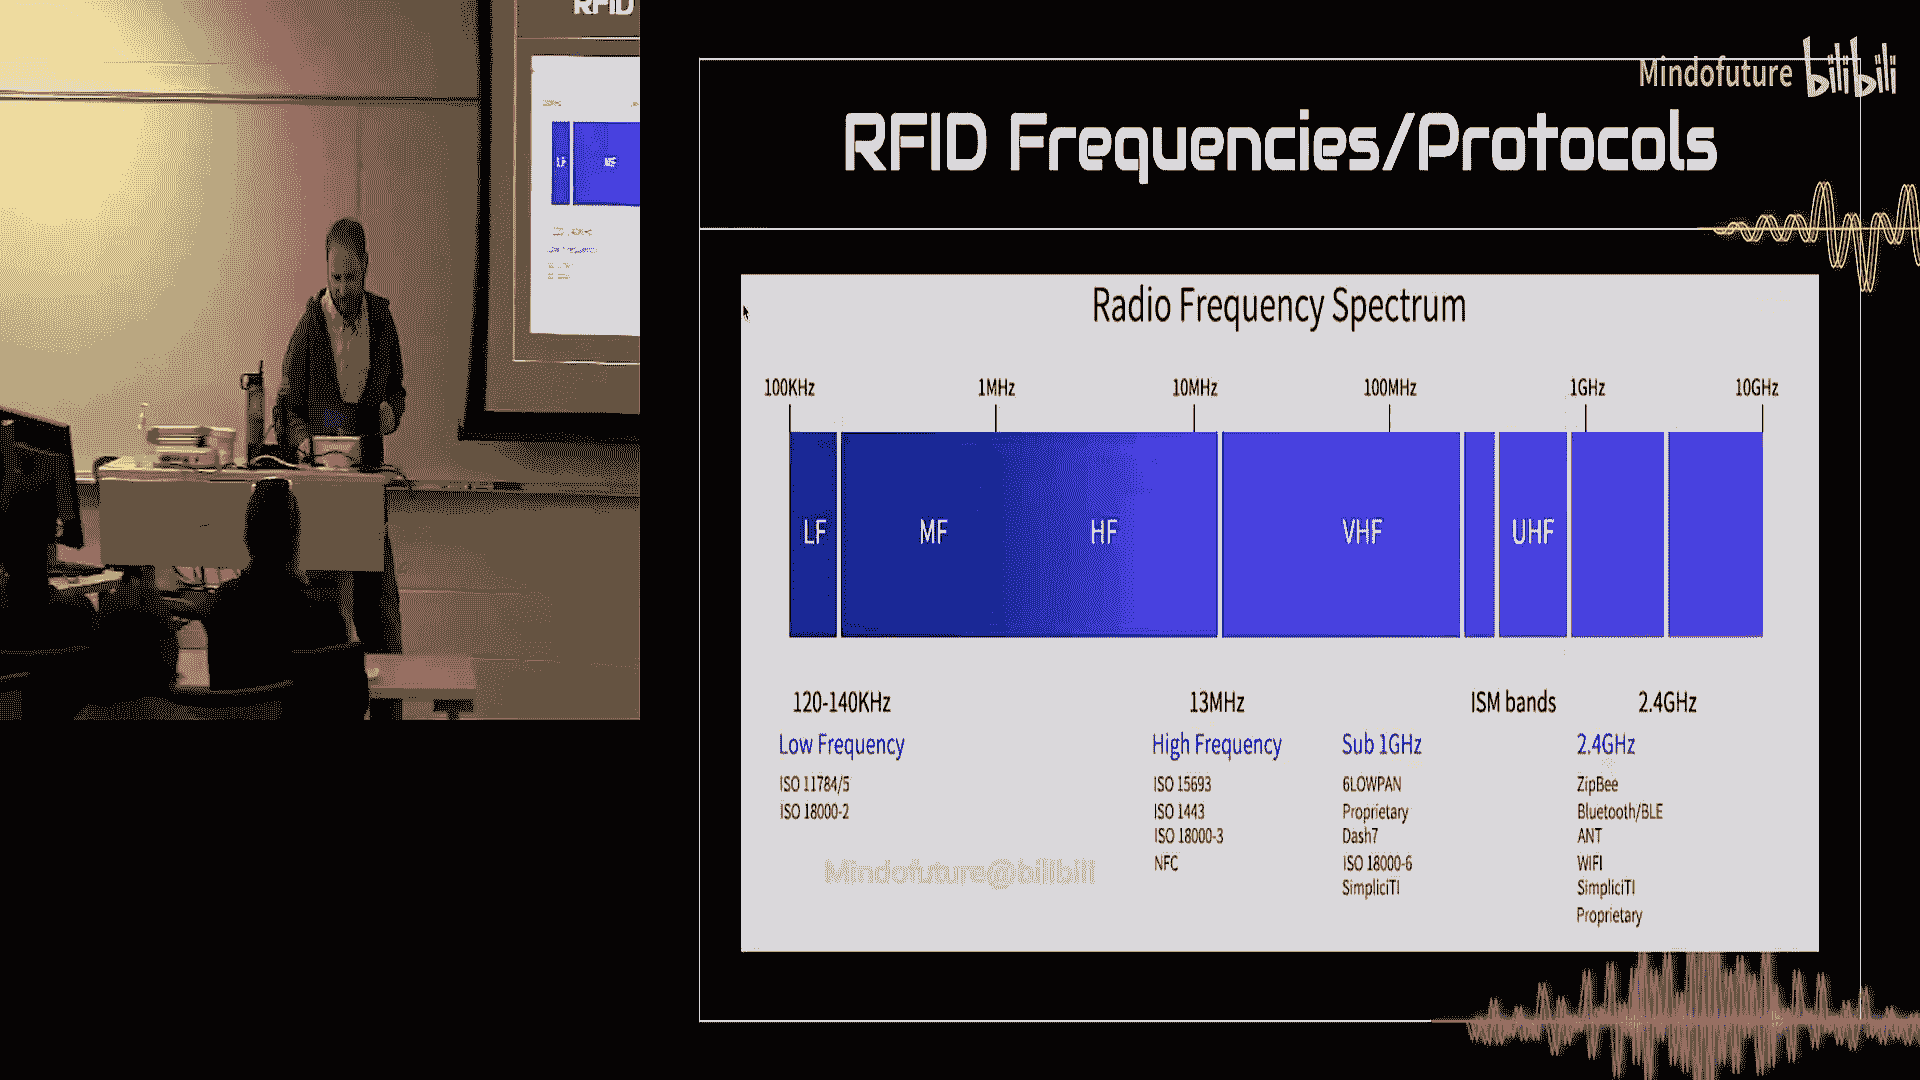 RFID
LF
MF
Mindofuture bilibili
RFID Frequencies/Protocols
Radio Frequency Spectrum
100KHz 1MHz 10MHz 100MHz 1GHz 10GHz
LF MF HF VHF UHF
120-140KHz 13MHz ISM bands 2.4GHz
Low Frequency High Frequency Sub 1GHz 2.4GHz
ISO 11784/5 ISO 15693 6LOWPAN ZipBee
ISO 18000-2 ISO 1443 Proprietary Bluetooth/BLE
ISO 18000-3 Dash7 ANT
NFC ISO 18000-6 WIFI
SimpliciTI SimpliciTI
Proprietary
Mindofuture@bilibili